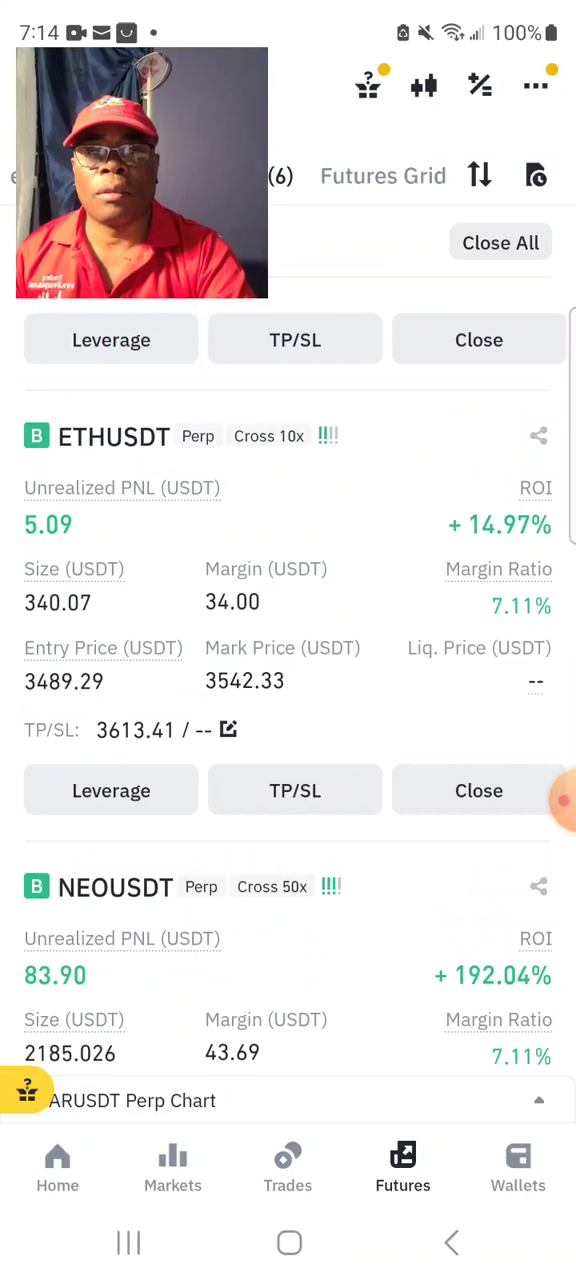 7:14
100%
(6) Futures Grid
Close All
Leverage TP/SL Close
B ETHUSDT Perp Cross 10x
Unrealized PNL (USDT) ROI
5.09 + 14.97%
Size (USDT) Margin (USDT) Margin Ratio
340.07 34.00 7.11%
Entry Price (USDT) Mark Price (USDT) Liq. Price (USDT)
3489.29 3542.33 --
TP/SL: 3613.41 / --
Leverage TP/SL Close
B NEOUSDT Perp Cross 50x
Unrealized PNL (USDT) ROI
83.90 + 192.04%
Size (USDT) Margin (USDT) Margin Ratio
2185.026 43.69 7.11%
ARUSDT Perp Chart
Home Markets Trades Futures Wallets